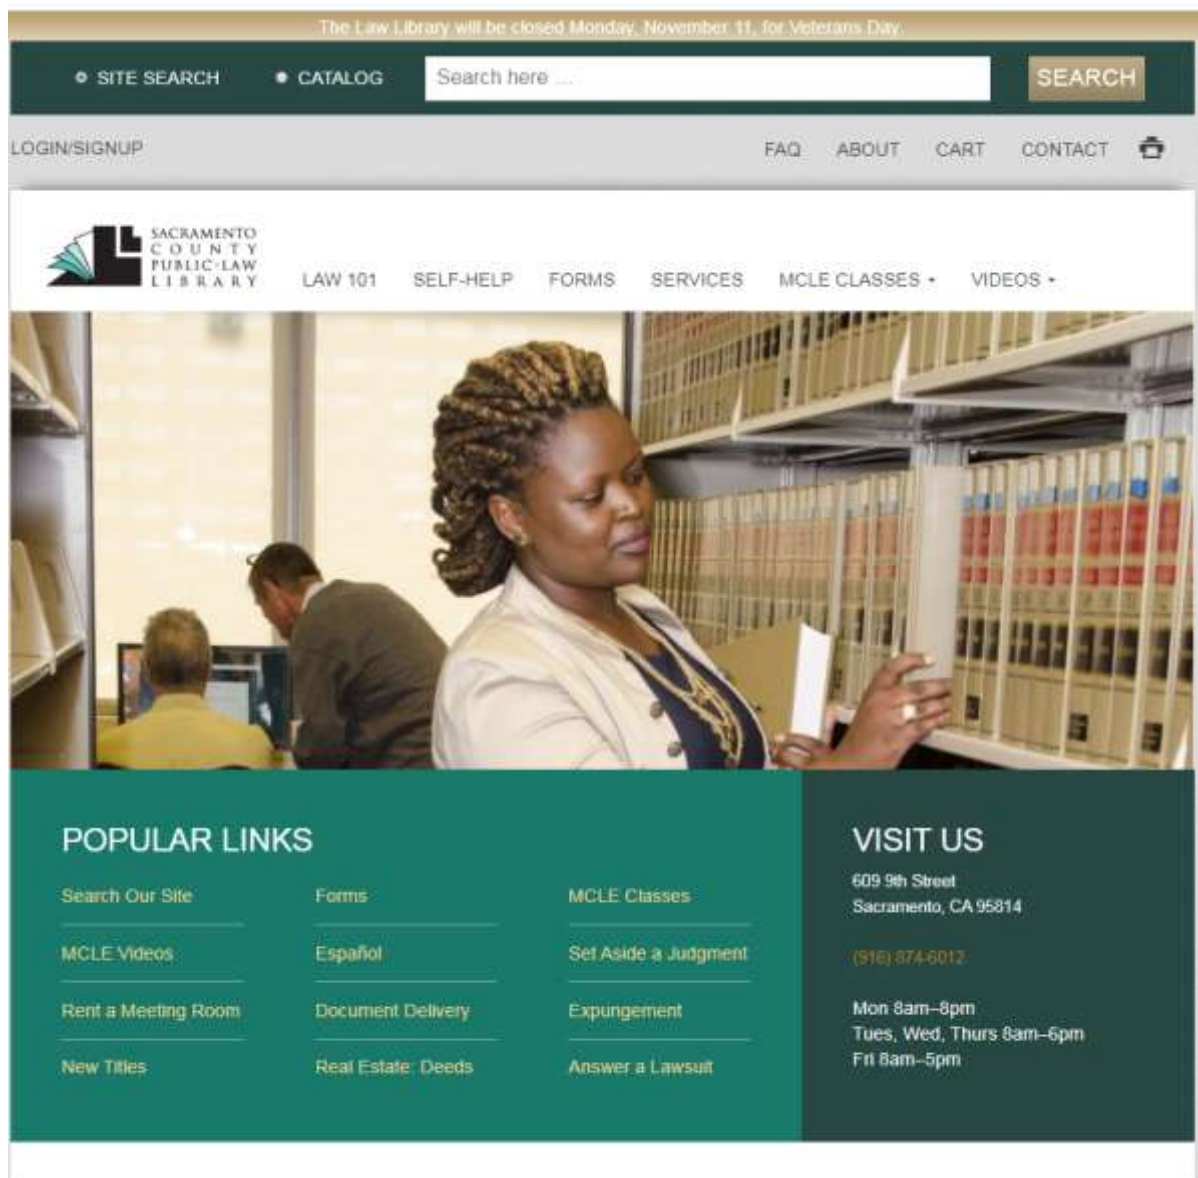 The Law Library will be closed Monday, November 11, for Veterans Day.
SITE SEARCH
CATALOG
Search here ...
SEARCH
LOGIN/SIGNUP
FAQ
ABOUT
CART
CONTACT
SACRAMENTO
COUNTY
PUBLIC-LAW
LIBRARY
LAW 101
SELF-HELP
FORMS
SERVICES
MCLE CLASSES
VIDEOS
POPULAR LINKS
Search Our Site
Forms
MCLE Classes
MCLE Videos
Español
Set Aside a Judgment
Rent a Meeting Room
Document Delivery
Expungement
New Titles
Real Estate: Deeds
Answer a Lawsuit
VISIT US
609 9th Street
Sacramento, CA 95814
(916) 874-6012
Mon 8am–8pm
Tues, Wed, Thurs 8am–6pm
Fri 8am–5pm